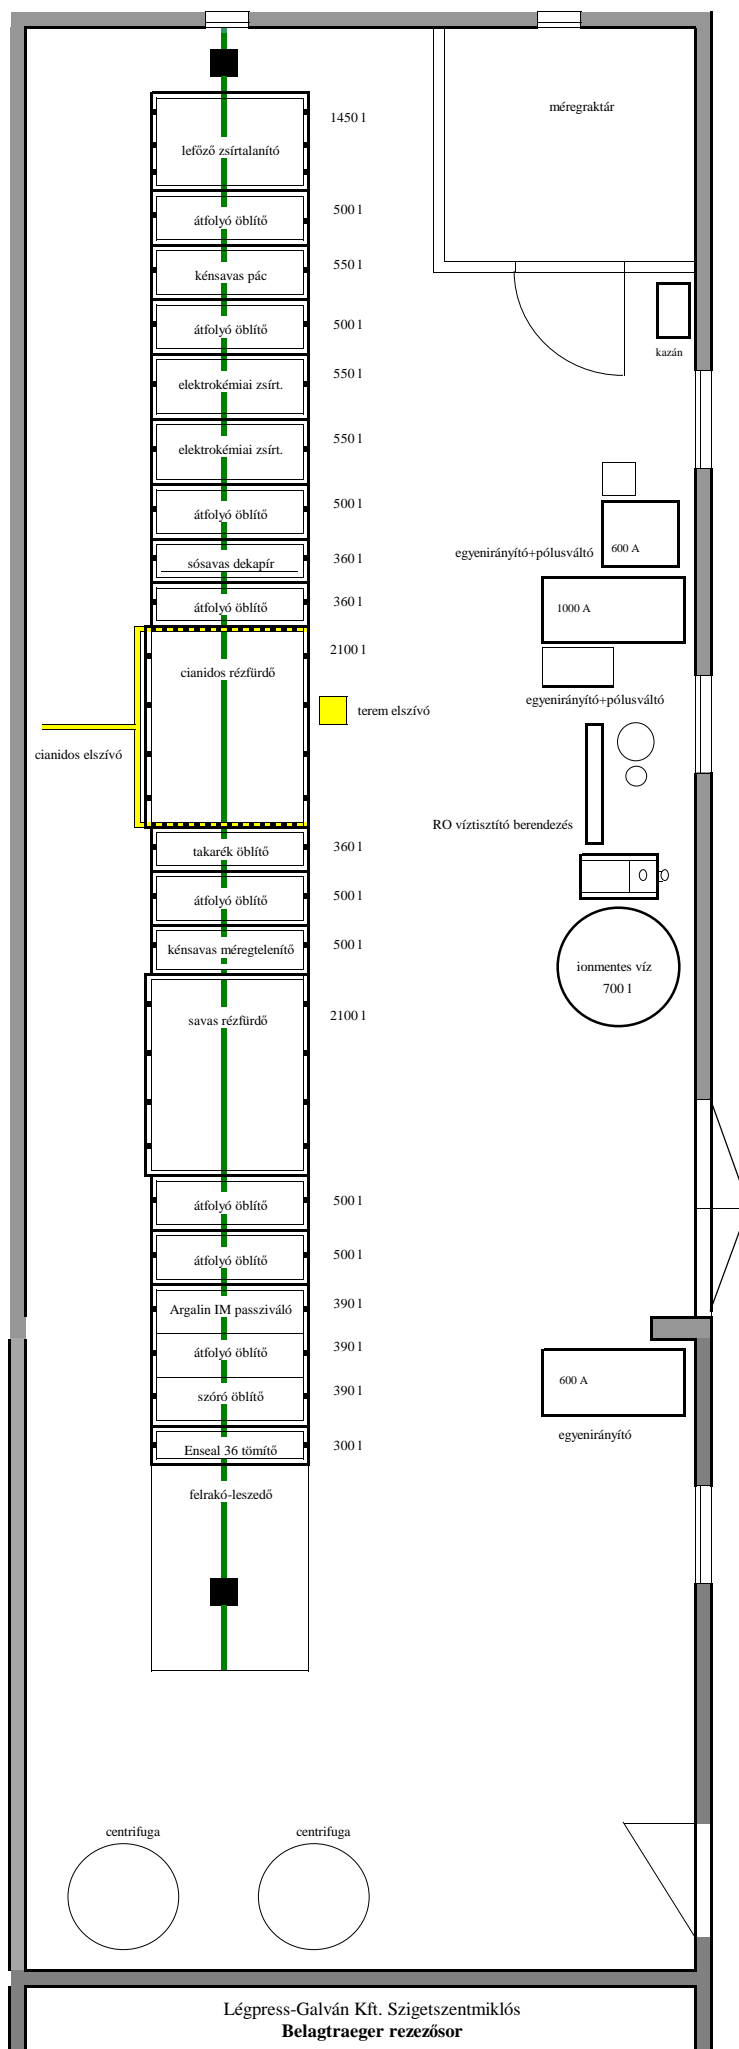 méregraktár
1450 l
lefőző zsírtalanító
500 l
átfolyó öblítő
550 l
kénsavas pác
500 l
átfolyó öblítő
kazán
550 l
elektrokémiai zsírt.
550 l
elektrokémiai zsírt.
500 l
átfolyó öblítő
600 A
egyenirányító+pólusváltó
360 l
sósavas dekapír
360 l
átfolyó öblítő
1000 A
2100 l
cianidos rézfürdő
egyenirányító+pólusváltó
terem elszívó
cianidos elszívó
RO víztisztító berendezés
360 l
takarék öblítő
500 l
átfolyó öblítő
500 l
kénsavas méregtelenítő
ionmentes víz
700 l
2100 l
savas rézfürdő
500 l
átfolyó öblítő
500 l
átfolyó öblítő
390 l
Argalin IM passziváló
390 l
átfolyó öblítő
600 A
390 l
szóró öblítő
egyenirányító
300 l
Enseal 36 tömítő
felrakó-leszedő
centrifuga
centrifuga
Légpress-Galván Kft. Szigetszentmiklós
Belagtraeger rezezősor